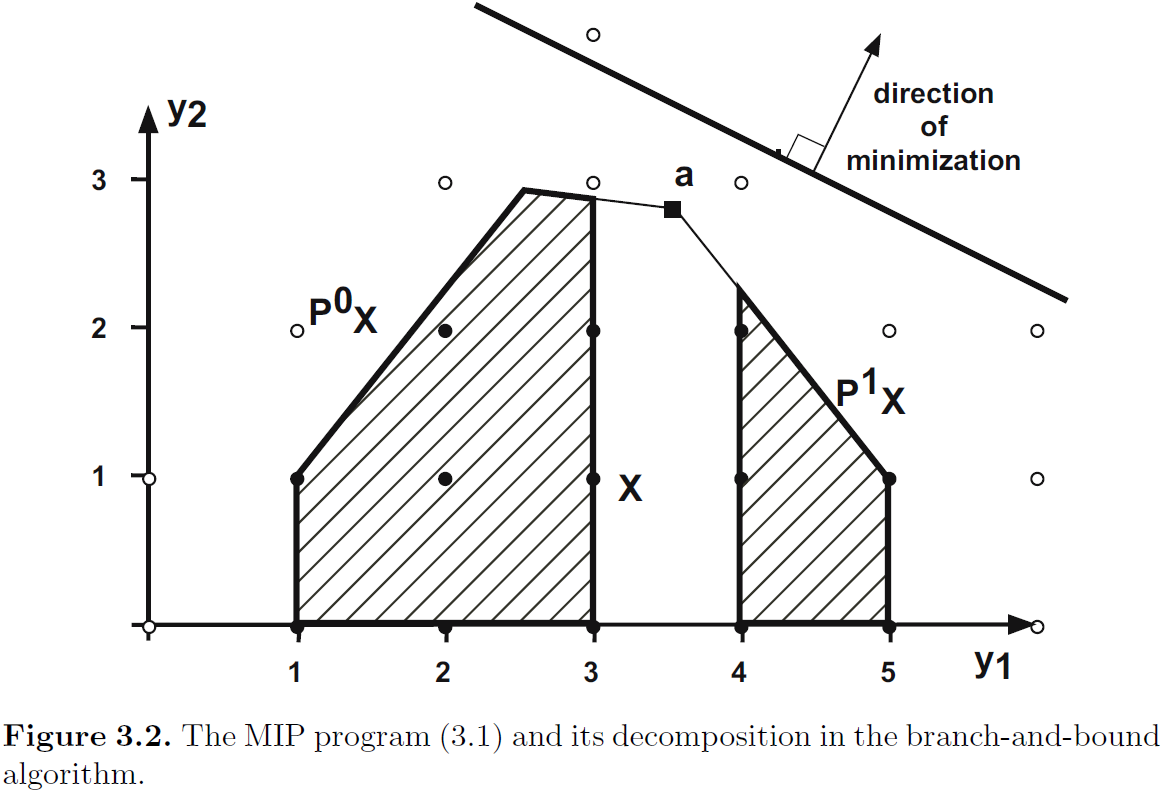 y2
direction
of
minimization
3
a
P0X
2
P1X
1
X
1
2
3
4
5
y1
Figure 3.2. The MIP program (3.1) and its decomposition in the branch-and-bound
algorithm.